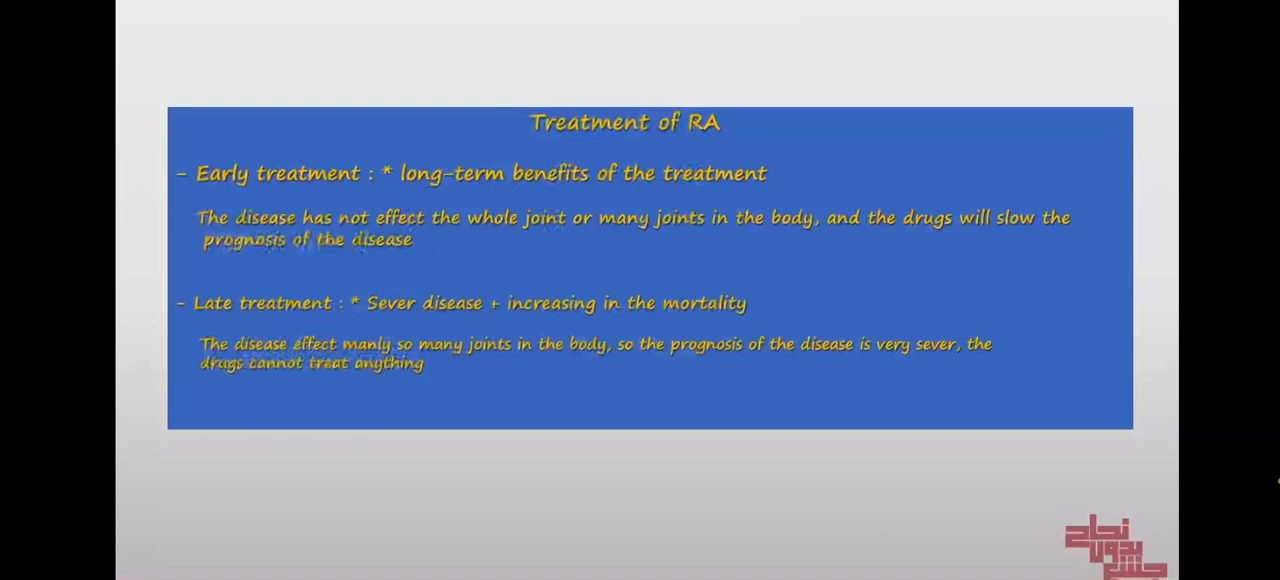 Treatment of RA
- Early treatment : * long-term benefits of the treatment
The disease has not effect the whole joint or many joints in the body, and the drugs will slow the
prognosis of the disease
- Late treatment : * Sever disease + increasing in the mortality
The disease effect manly so many joints in the body, so the prognosis of the disease is very sever, the
drugs cannot treat anything
نجاح
بدون